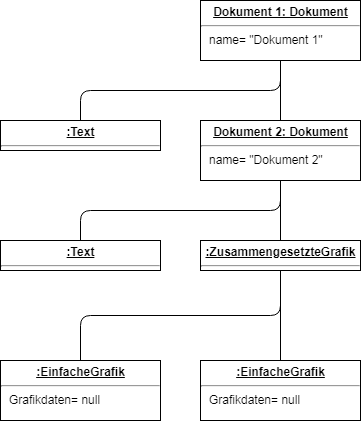 Dokument 1: Dokument
name= "Dokument 1"
:Text
Dokument 2: Dokument
name= "Dokument 2"
:Text
:ZusammengesetzteGrafik
:EinfacheGrafik
:EinfacheGrafik
Grafikdaten= null
Grafikdaten= null